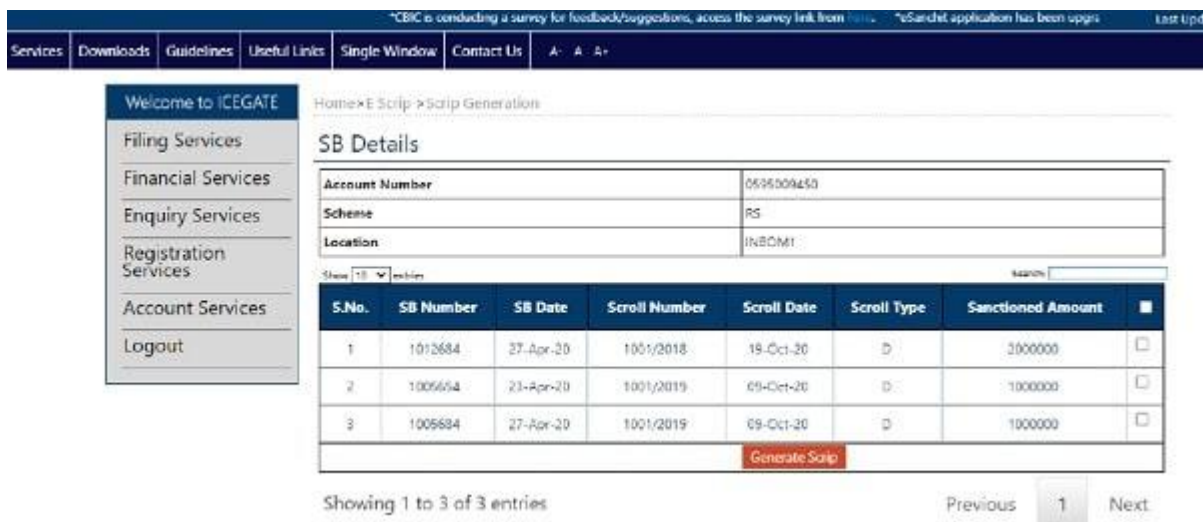 *CBIC is conducting a survey for feedback/suggestions, access the survey link from here. *eSanchit application has been upgra Last Upd
Services Downloads Guidelines Useful Links Single Window Contact Us A- A A+
Welcome to ICEGATE
Filing Services
Financial Services
Enquiry Services
Registration
Services
Account Services
Logout
Home>E Scrip >Scrip Generation
SB Details
Account Number 0595009450
Scheme RS
Location INBOM1
Show 10 entries Search:
S.No. SB Number SB Date Scroll Number Scroll Date Scroll Type Sanctioned Amount
1 1012684 27-Apr-20 1001/2018 19-Oct-20 D 2000000
2 1005654 23-Apr-20 1001/2019 09-Oct-20 D 1000000
3 1005684 27-Apr-20 1001/2019 09-Oct-20 D 1000000
Generate Scrip
Showing 1 to 3 of 3 entries
Previous 1 Next